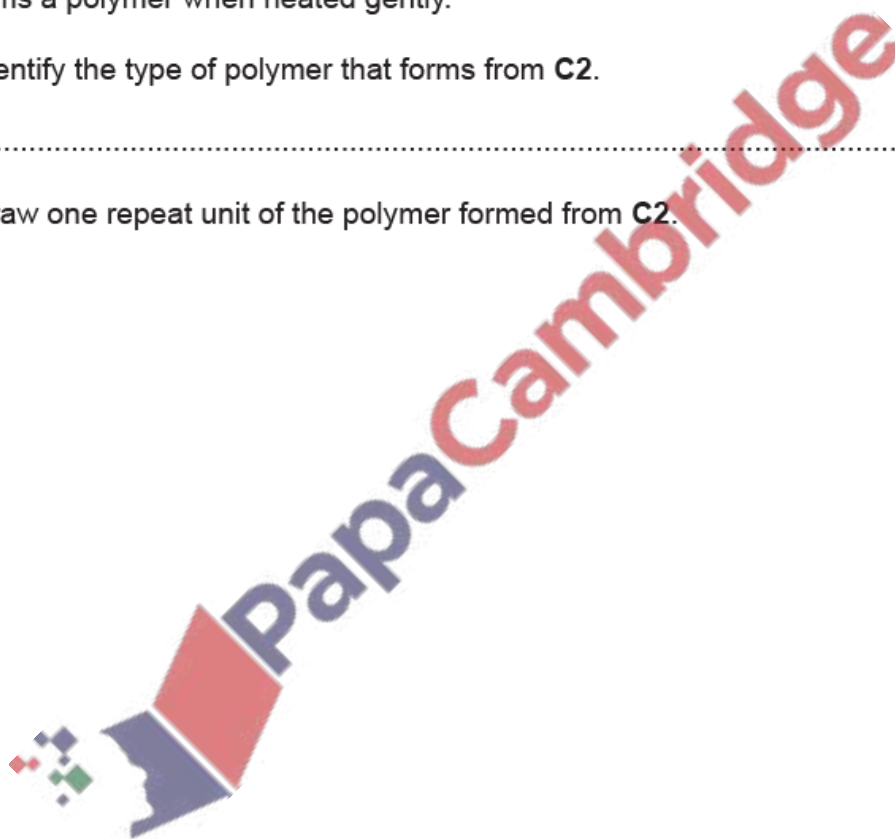 ms a polymer when heated gently.
entify the type of polymer that forms from C2.
raw one repeat unit of the polymer formed from C2.
PapaCambridge